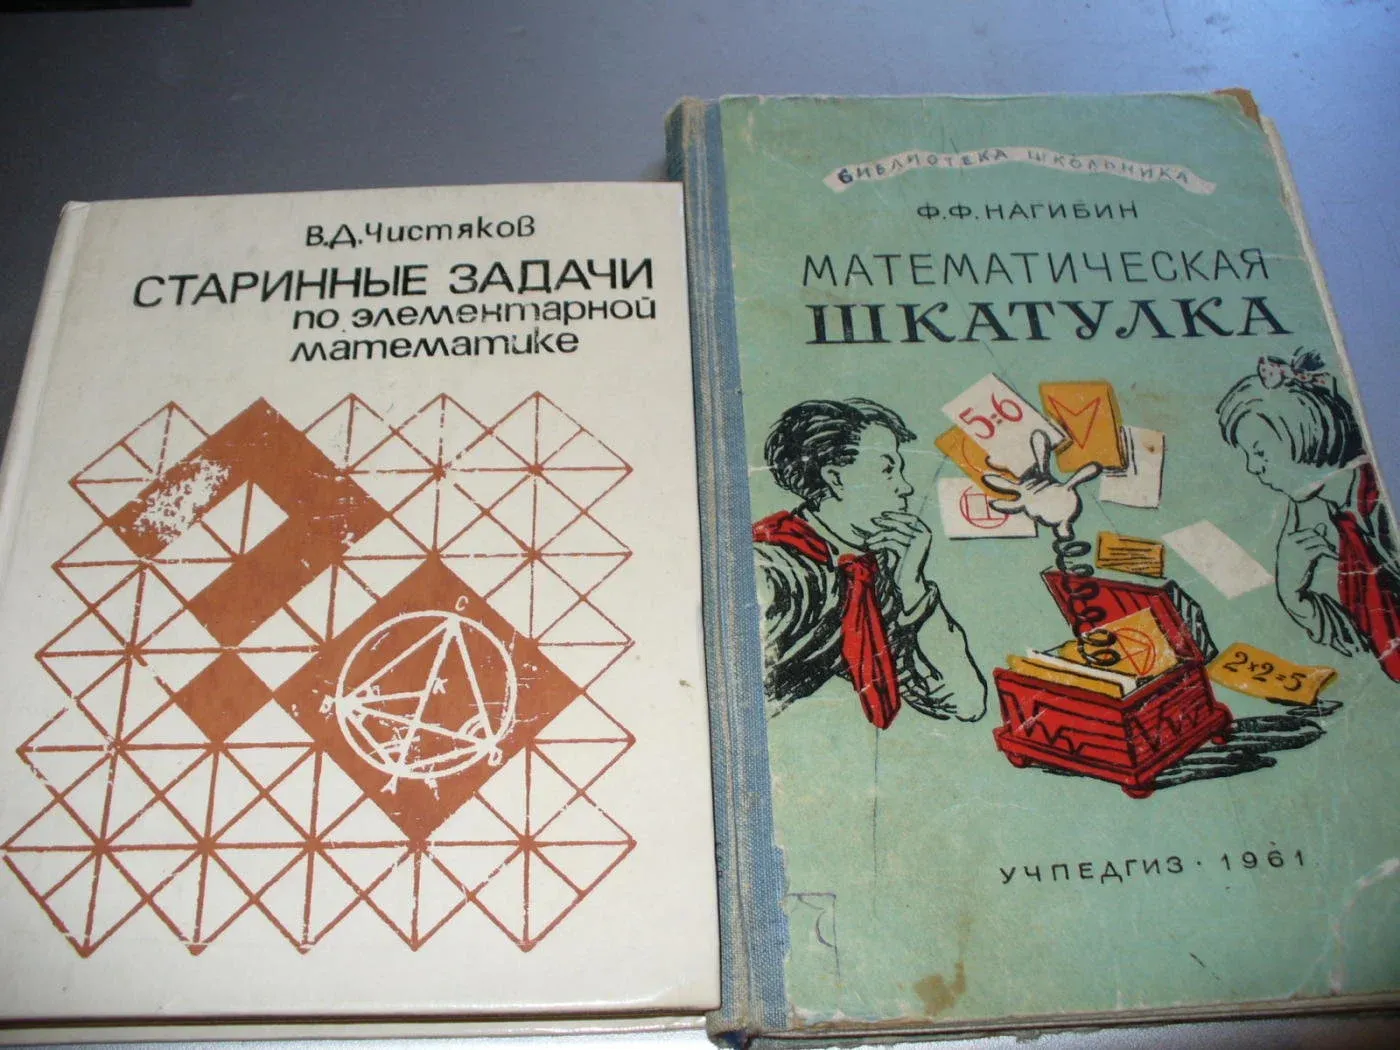 В.Д.Чистяков
СТАРИННЫЕ ЗАДАЧИ
по элементарной
математике
C
K
БИБЛИОТЕКА ШКОЛЬНИКА
Ф.Ф.НАГИБИН
МАТЕМАТИЧЕСКАЯ
ШКАТУЛКА
5=6
2×2=5
УЧПЕДГИЗ · 1961